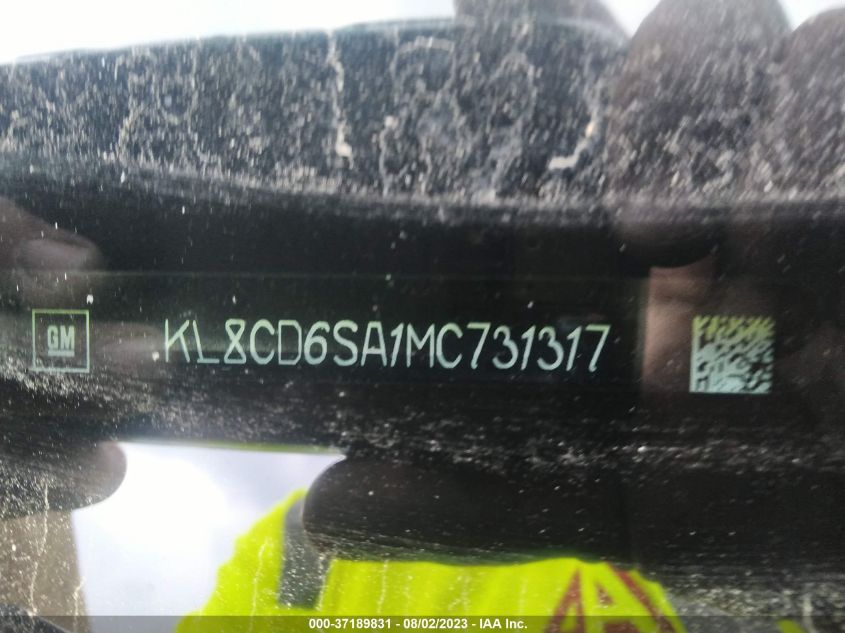 GM KL8CD6SA1MC731317
000-37189831 - 08/02/2023 - IAA Inc.